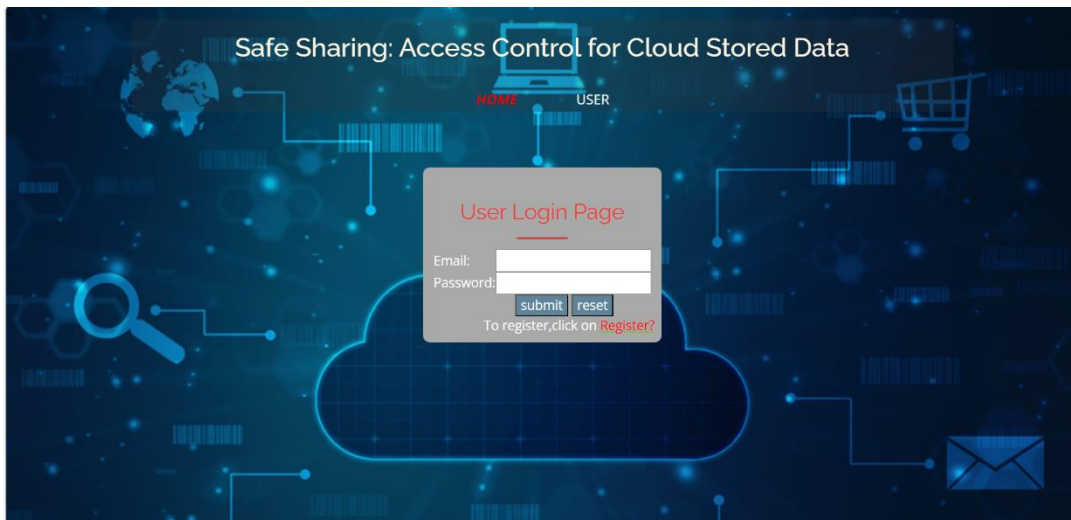 Safe Sharing: Access Control for Cloud Stored Data
HOME USER
User Login Page
Email:
Password:
submit reset
To register,click on Register?